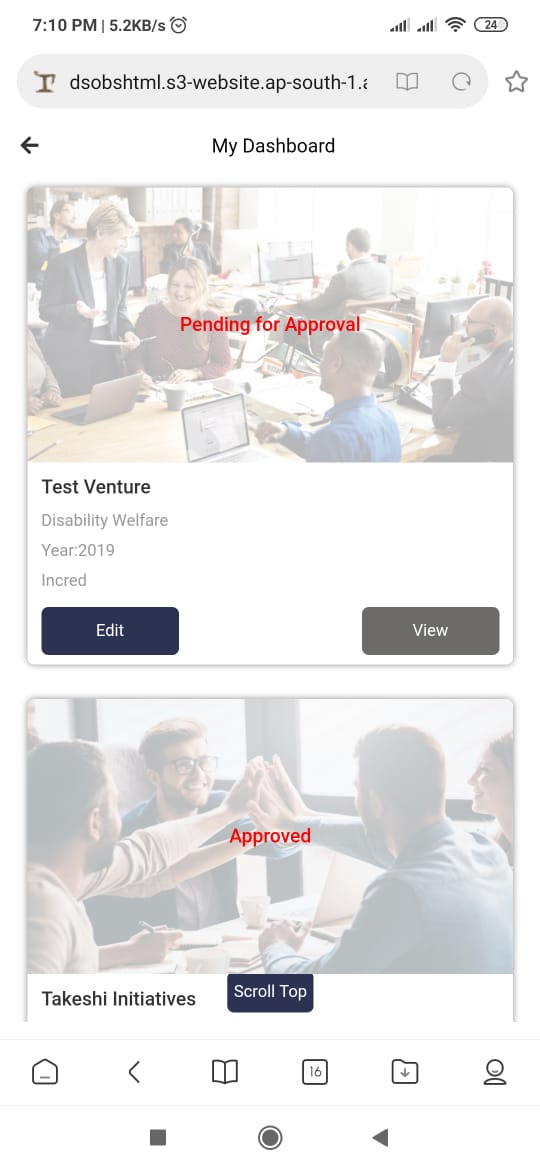 7:10 PM | 5.2KB/s
24
dsobshtml.s3-website.ap-south-1.a
My Dashboard
Pending for Approval
Test Venture
Disability Welfare
Year:2019
Incred
Edit View
Approved
Takeshi Initiatives
Scroll Top
16